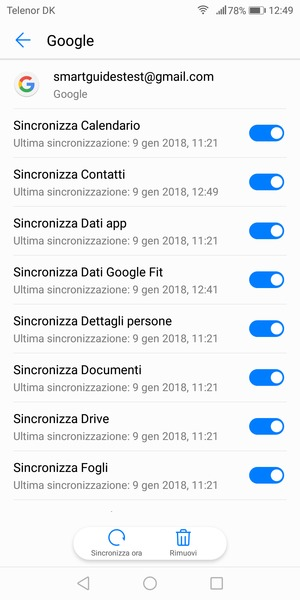 Telenor DK 78% 12:49
Google
smartguidestest@gmail.com
Google
Sincronizza Calendario
Ultima sincronizzazione: 9 gen 2018, 11:21
Sincronizza Contatti
Ultima sincronizzazione: 9 gen 2018, 12:49
Sincronizza Dati app
Ultima sincronizzazione: 9 gen 2018, 11:21
Sincronizza Dati Google Fit
Ultima sincronizzazione: 9 gen 2018, 12:41
Sincronizza Dettagli persone
Ultima sincronizzazione: 9 gen 2018, 11:21
Sincronizza Documenti
Ultima sincronizzazione: 9 gen 2018, 11:21
Sincronizza Drive
Ultima sincronizzazione: 9 gen 2018, 11:21
Sincronizza Fogli
Ultima sincronizzazione: 9 gen 2018, 11:21
Sincronizza ora Rimuovi